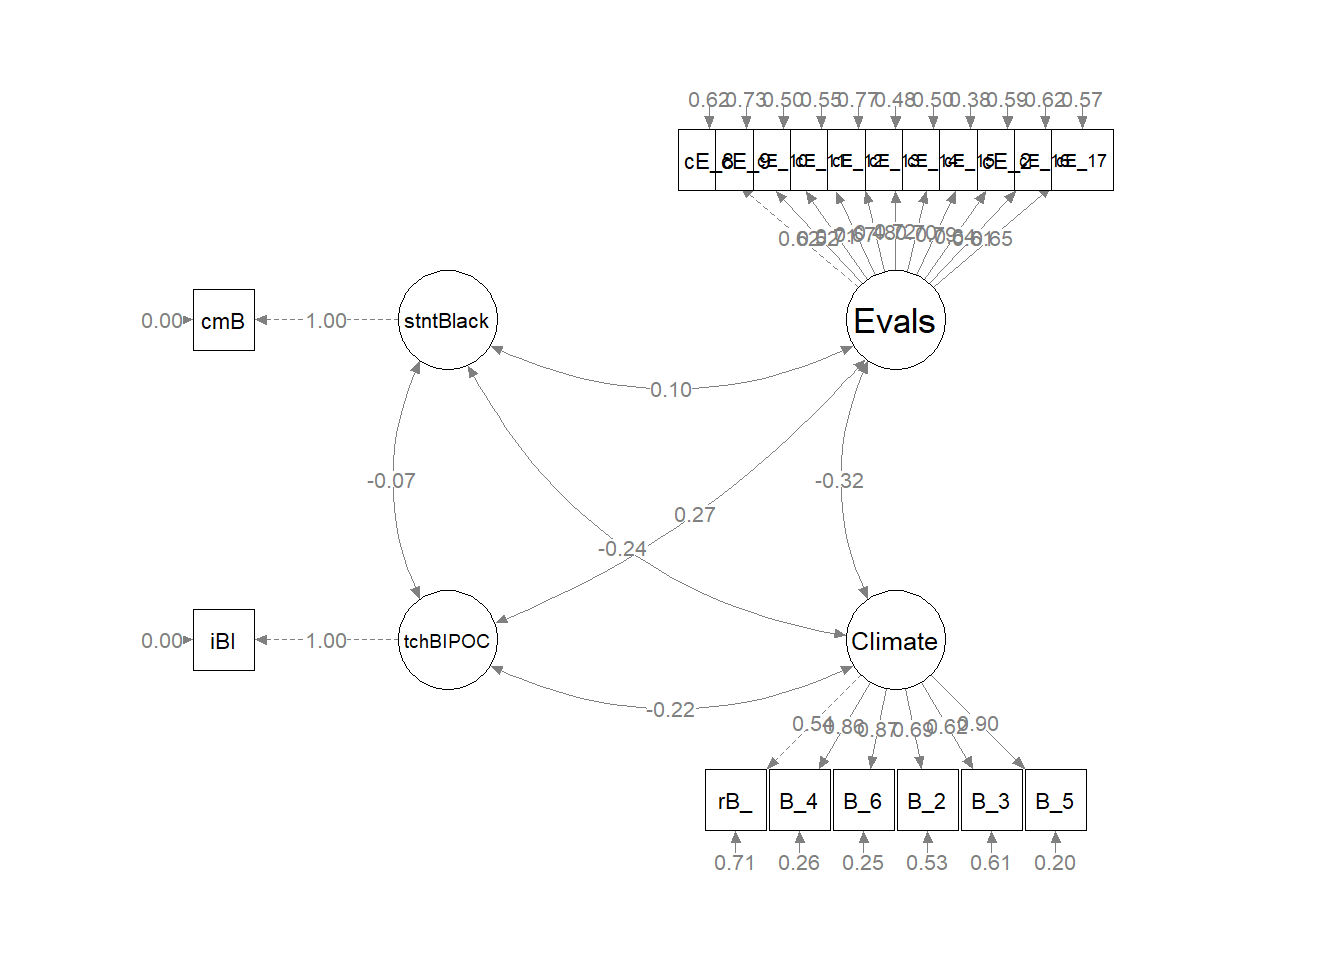 0.62 0.73 0.50 0.55 0.77 0.48 0.50 0.38 0.59 0.62 0.57
cE_8 cE_9 cE_10 cE_11 cE_12 cE_13 cE_14 cE_15 cE_2 cE_16 cE_17
0.62 0.52 0.71 0.67 0.48 0.72 0.70 0.79 0.64 0.61 0.65
0.00 cmB 1.00 stntBlack Evals
0.10
-0.07 -0.32
0.27
-0.24
0.00 iBI 1.00 tchBIPOC Climate
-0.22
0.54 0.86 0.87 0.69 0.62 0.90
rB_ B_4 B_6 B_2 B_3 B_5
0.71 0.26 0.25 0.53 0.61 0.20